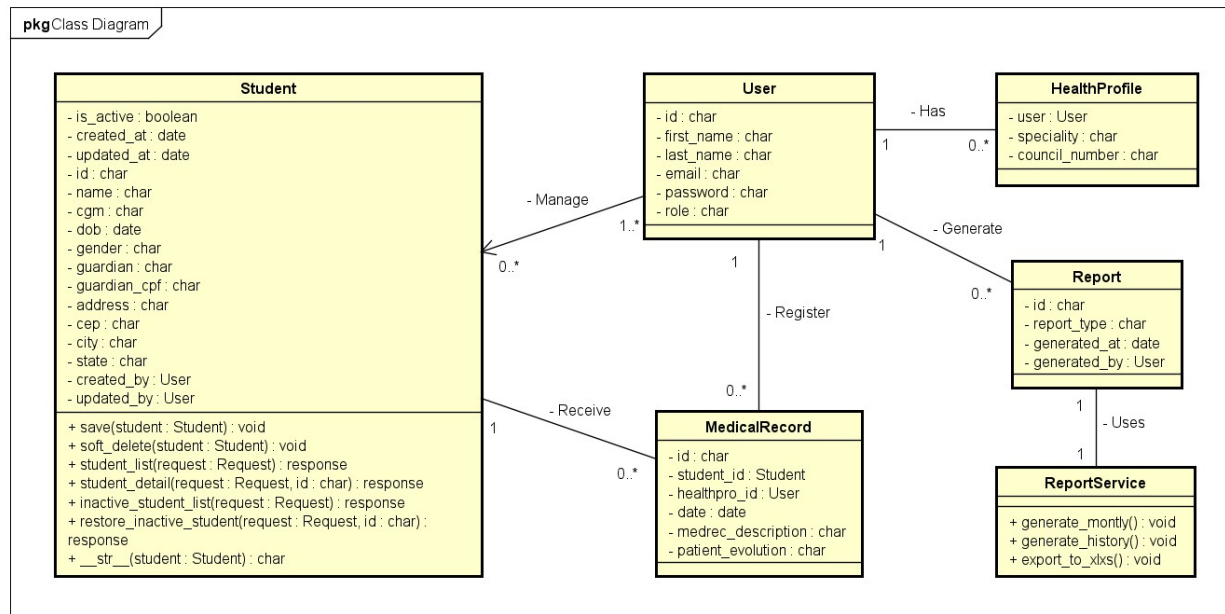 pkg Class Diagram
Student
- is_active : boolean
- created_at : date
- updated_at : date
- id : char
- name : char
- cgm : char
- dob : date
- gender : char
- guardian : char
- guardian_cpf : char
- address : char
- cep : char
- city : char
- state : char
- created_by : User
- updated_by : User
+ save(student : Student) : void
+ soft_delete(student : Student) : void
+ student_list(request : Request) : response
+ student_detail(request : Request, id : char) : response
+ inactive_student_list(request : Request) : response
+ restore_inactive_student(request : Request, id : char) :
response
+ __str__(student : Student) : char
- Manage
1..*
0..*
User
- id : char
- first_name : char
- last_name : char
- email : char
- password : char
- role : char
- Has
1
0..*
HealthProfile
- user : User
- speciality : char
- council_number : char
- Generate
1
0..*
Report
- id : char
- report_type : char
- generated_at : date
- generated_by : User
1
- Register
0..*
- Receive
1
0..*
MedicalRecord
- id : char
- student_id : Student
- healthpro_id : User
- date : date
- medrec_description : char
- patient_evolution : char
1
- Uses
1
ReportService
+ generate_montly() : void
+ generate_history() : void
+ export_to_xlxs() : void